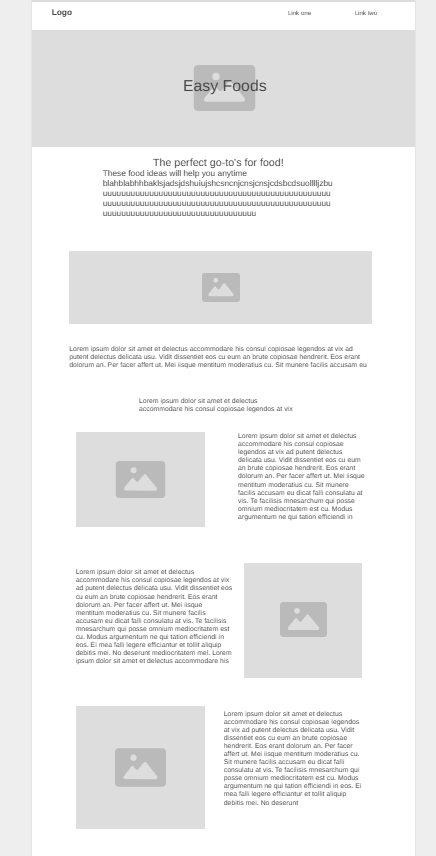 Logo
Link one
Link two
Easy Foods
The perfect go-to's for food!
These food ideas will help you anytime
Lorem ipsum dolor sit amet et delectus accommodare his consul copiosae legendos at vix ad
putent delectus delicata usu. Vidit dissentiet eos cu eum an brute copiosae hendrerit. Eos erant
dolorum an. Per facer affert ut. Mei iisque mentitum moderatius cu. Sit munere facilis accusam eu
Lorem ipsum dolor sit amet et delectus
accommodare his consul copiosae legendos at vix
Lorem ipsum dolor sit amet et delectus
accommodare his consul copiosae
legendos at vix ad putent delectus
delicata usu. Vidit dissentiet eos cu eum
an brute copiosae hendrerit. Eos erant
dolorum an. Per facer affert ut. Mei iisque
mentitum moderatius cu. Sit munere
facilis accusam eu dicat falli consulatu at
vix. Te facilisis mnesarchum qui posse
omnium mediocritatem est cu. Modus
argumentum ne qui tation efficiendi in
Lorem ipsum dolor sit amet et delectus
accommodare his consul copiosae legendos at vix
ad putent delectus delicata usu. Vidit dissentiet eos
cu eum an brute copiosae hendrerit. Eos erant
dolorum an. Per facer affert ut. Mei iisque
mentitum moderatius cu. Sit munere facilis
accusam eu dicat falli consulatu at vix. Te facilisis
mnesarchum qui posse omnium mediocritatem est
cu. Modus argumentum ne qui tation efficiendi in
eos. Ei mea falli legere efficiantur et tollit aliquip
debitis mei. No deserunt mediocritatem mel. Lorem
ipsum dolor sit amet et delectus accommodare his
Lorem ipsum dolor sit amet et delectus
accommodare his consul copiosae legendos
at vix ad putent delectus delicata usu. Vidit
dissentiet eos cu eum an brute copiosae
hendrerit. Eos erant dolorum an. Per facer
affert ut. Mei iisque mentitum moderatius cu.
Sit munere facilis accusam eu dicat falli
consulatu at vix. Te facilisis mnesarchum qui
posse omnium mediocritatem est cu. Modus
argumentum ne qui tation efficiendi in eos. Ei
mea falli legere efficiantur et tollit aliquip
debitis mei. No deserunt